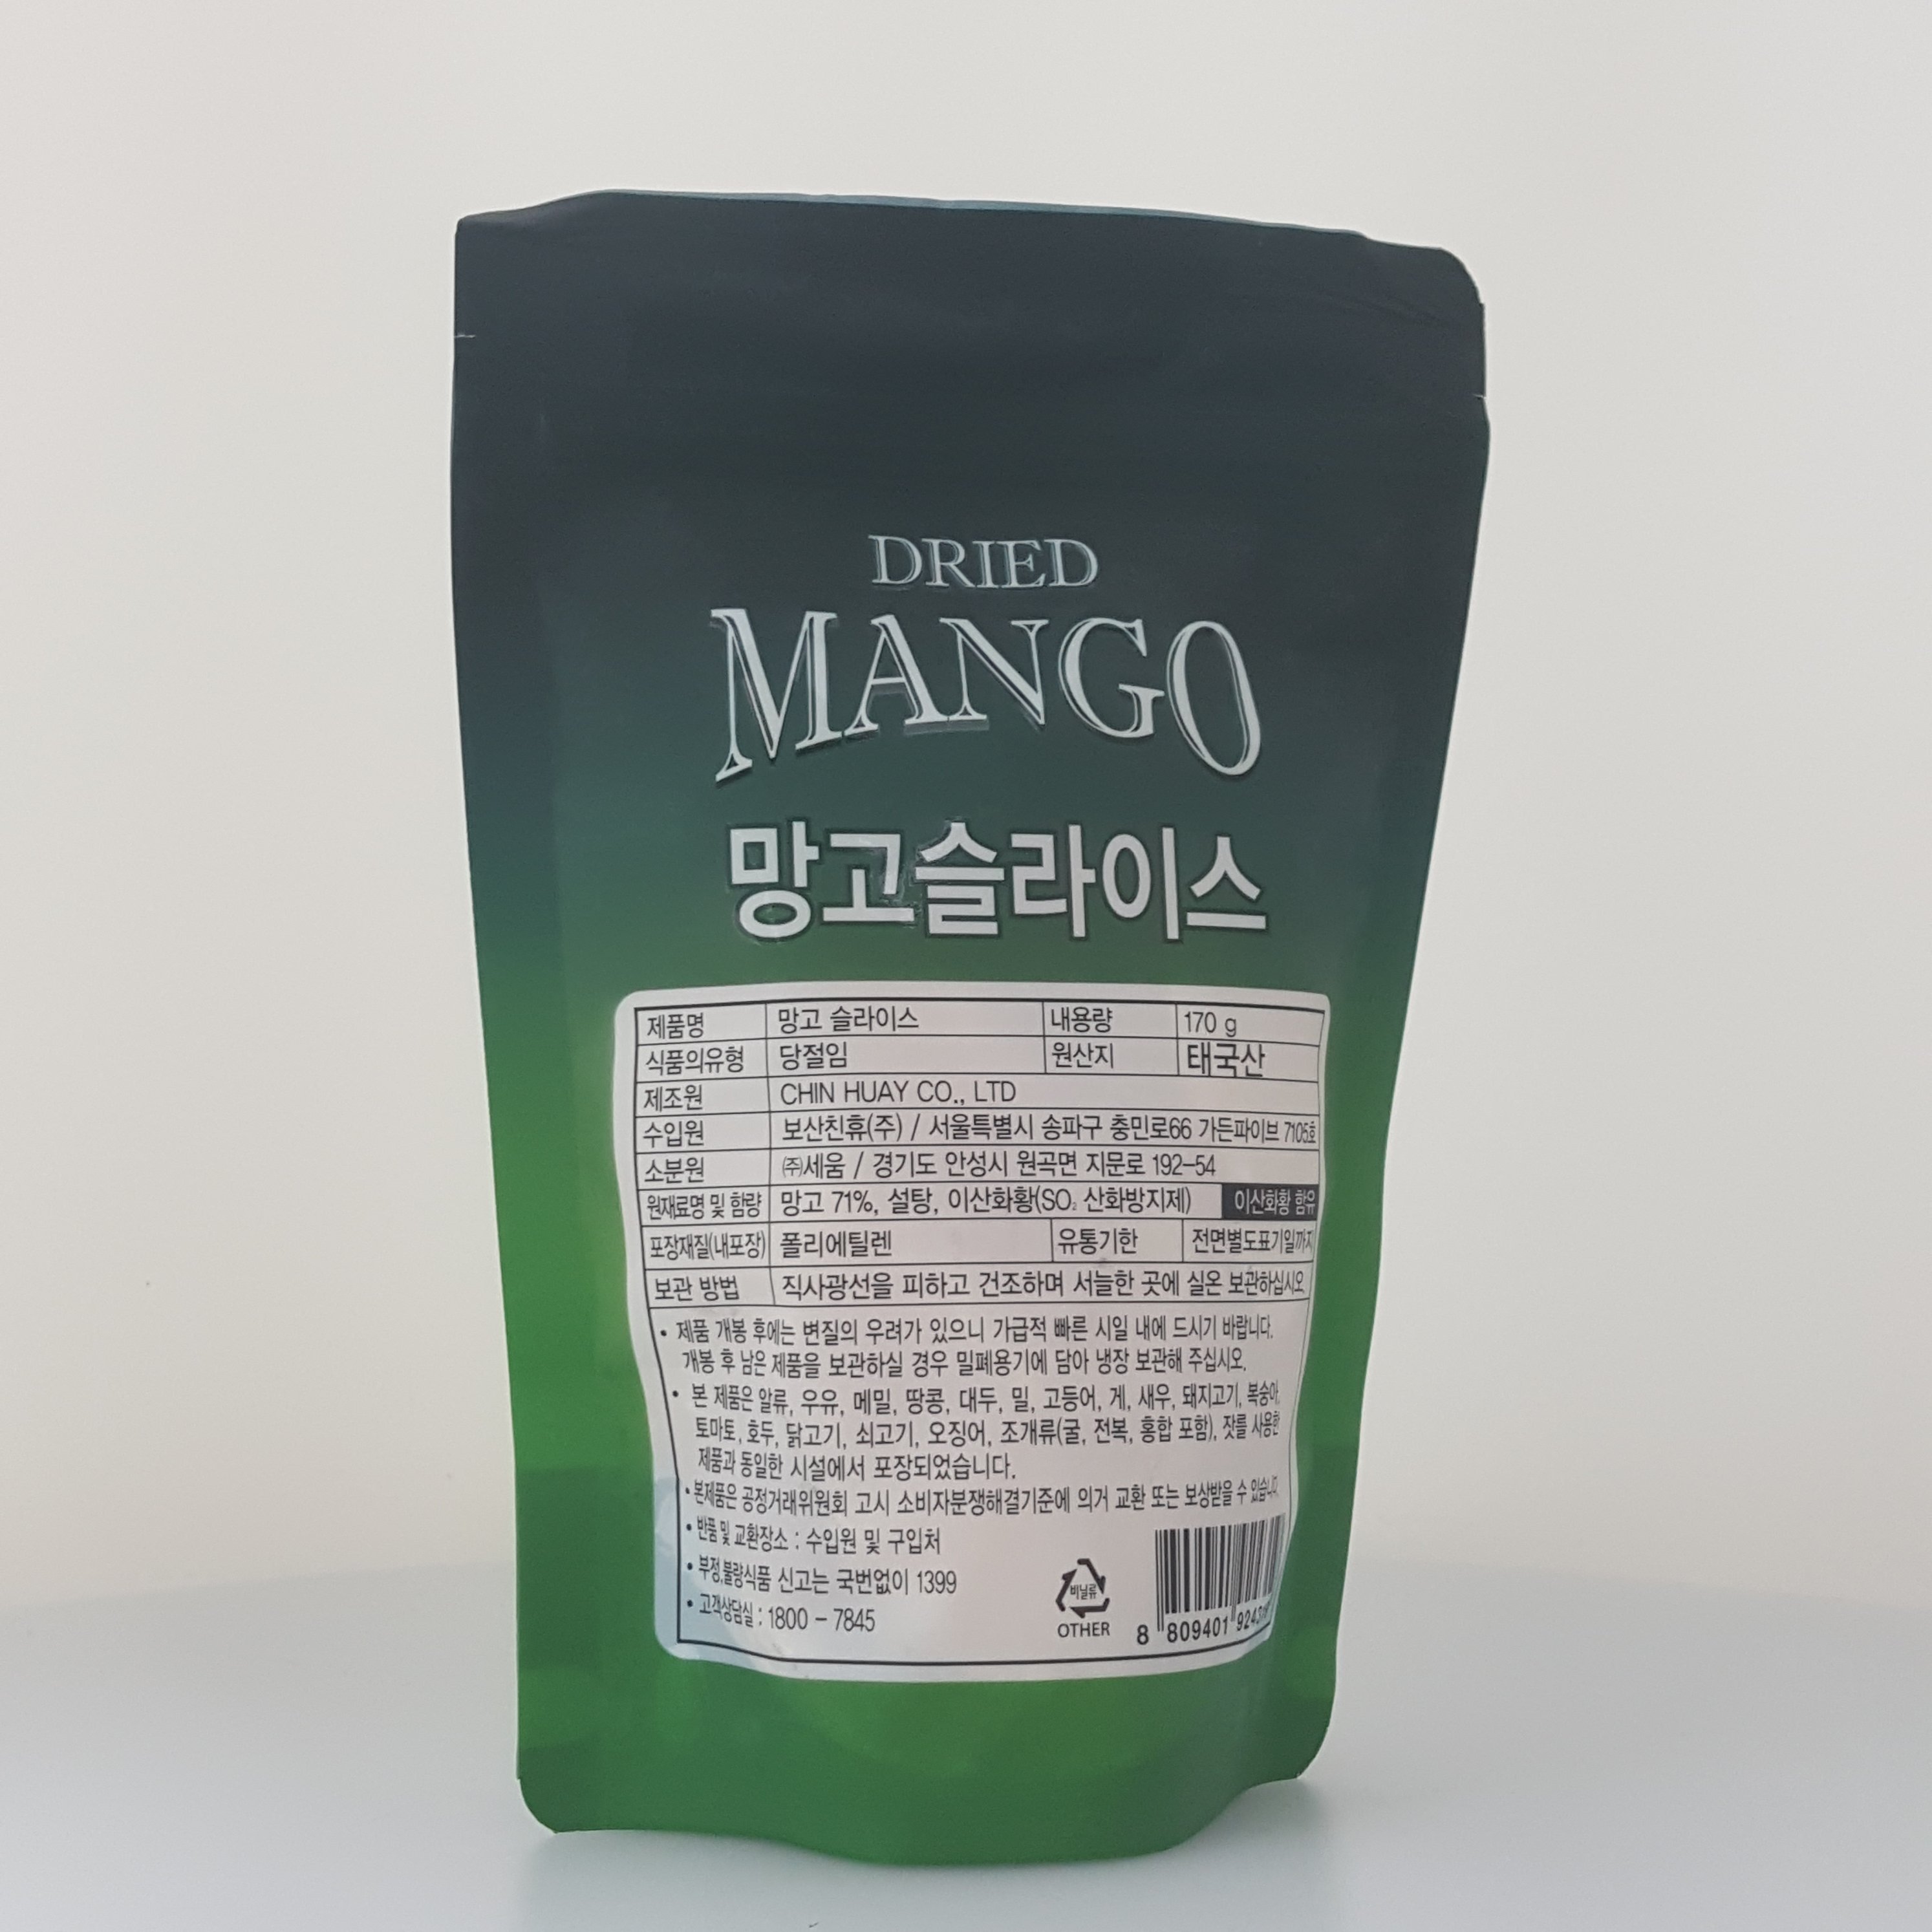 DRIED
MANGO
망고슬라이스
제품명 망고 슬라이스 내용량 170 g
식품의유형 당절임 원산지 태국산
제조원 CHIN HUAY CO., LTD
수입원 보산친휴(주) / 서울특별시 송파구 충민로66 가든파이브 7105호
소분원 ㈜세움 / 경기도 안성시 원곡면 지문로 192-54
원재료명 및 함량 망고 71%, 설탕, 이산화황(SO₂ 산화방지제) 이산화황 함유
포장재질(내포장) 폴리에틸렌 유통기한 전면별도표기일까지
보관 방법 직사광선을 피하고 건조하며 서늘한 곳에 실온 보관하십시오.
• 제품 개봉 후에는 변질의 우려가 있으니 가급적 빠른 시일 내에 드시기 바랍니다.
개봉 후 남은 제품을 보관하실 경우 밀폐용기에 담아 냉장 보관해 주십시오.
• 본 제품은 알류, 우유, 메밀, 땅콩, 대두, 밀, 고등어, 게, 새우, 돼지고기, 복숭아,
토마토, 호두, 닭고기, 쇠고기, 오징어, 조개류(굴, 전복, 홍합 포함), 잣를 사용한
제품과 동일한 시설에서 포장되었습니다.
• 본제품은 공정거래위원회 고시 소비자분쟁해결기준에 의거 교환 또는 보상받을 수 있습니다.
• 반품 및 교환장소 : 수입원 및 구입처
• 부정,불량식품 신고는 국번없이 1399
• 고객상담실 : 1800 - 7845
비닐류
OTHER
8 809401